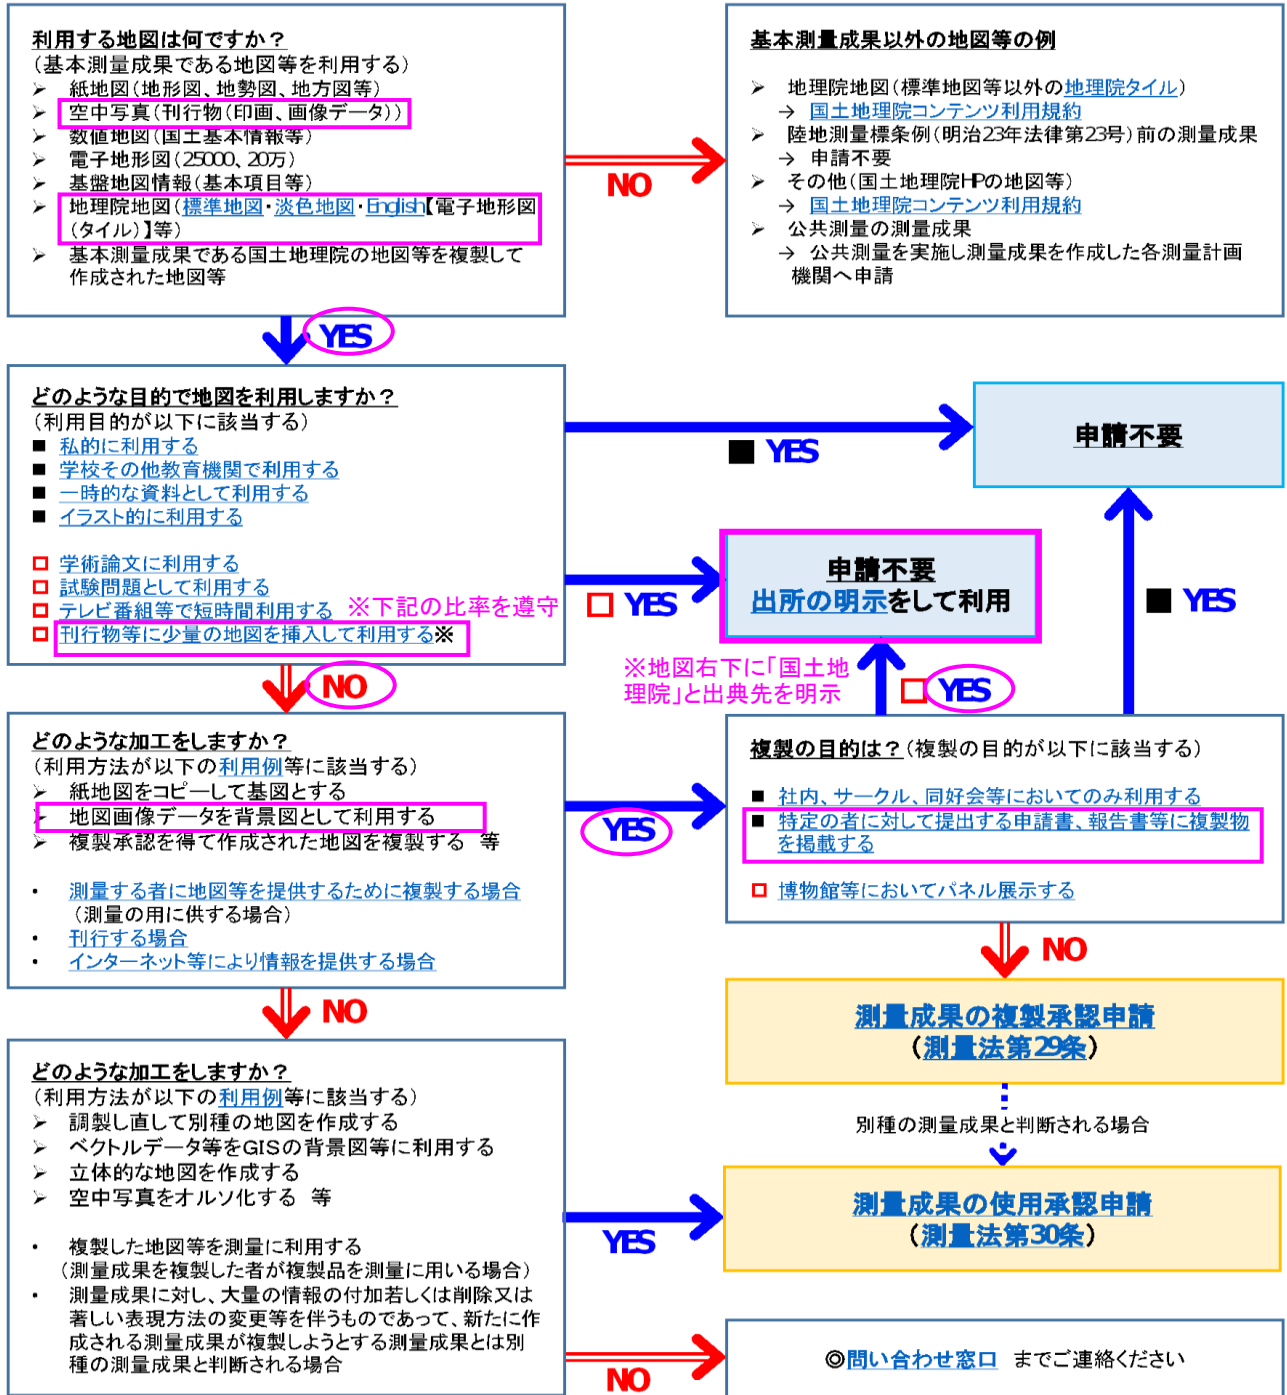 利用する地図は何ですか？
(基本測量成果である地図等を利用する)
➢ 紙地図(地形図、地勢図、地方図等)
➢ 空中写真(刊行物(印画、画像データ))
➢ 数値地図(国土基本情報等)
➢ 電子地形図(25000、20万)
➢ 基盤地図情報(基本項目等)
➢ 地理院地図(標準地図・淡色地図・English【電子地形図
(タイル)】等)
➢ 基本測量成果である国土地理院の地図等を複製して
作成された地図等
NO
基本測量成果以外の地図等の例
➢ 地理院地図(標準地図等以外の地理院タイル)
→ 国土地理院コンテンツ利用規約
➢ 陸地測量標条例(明治23年法律第23号)前の測量成果
→ 申請不要
➢ その他(国土地理院HPの地図等)
→ 国土地理院コンテンツ利用規約
➢ 公共測量の測量成果
→ 公共測量を実施し測量成果を作成した各測量計画
機関へ申請
YES
どのような目的で地図を利用しますか？
(利用目的が以下に該当する)
■ 私的に利用する
■ 学校その他教育機関で利用する
■ 一時的な資料として利用する
■ イラスト的に利用する
□ 学術論文に利用する
□ 試験問題として利用する
□ テレビ番組等で短時間利用する ※下記の比率を遵守
□ 刊行物等に少量の地図を挿入して利用する※
■ YES
申請不要
□ YES
申請不要
出所の明示をして利用
■ YES
※地図右下に「国土地
理院」と出典先を明示
□ YES
NO
どのような加工をしますか？
(利用方法が以下の利用例等に該当する)
➢ 紙地図をコピーして基図とする
➢ 地図画像データを背景図として利用する
➢ 複製承認を得て作成された地図を複製する 等
• 測量する者に地図等を提供するために複製する場合
(測量の用に供する場合)
• 刊行する場合
• インターネット等により情報を提供する場合
YES
複製の目的は？(複製の目的が以下に該当する)
■ 社内、サークル、同好会等においてのみ利用する
■ 特定の者に対して提出する申請書、報告書等に複製物
を掲載する
□ 博物館等においてパネル展示する
NO
測量成果の複製承認申請
(測量法第29条)
別種の測量成果と判断される場合
測量成果の使用承認申請
(測量法第30条)
NO
どのような加工をしますか？
(利用方法が以下の利用例等に該当する)
➢ 調製し直して別種の地図を作成する
➢ ベクトルデータ等をGISの背景図等に利用する
➢ 立体的な地図を作成する
➢ 空中写真をオルソ化する 等
• 複製した地図等を測量に利用する
(測量成果を複製した者が複製品を測量に用いる場合)
• 測量成果に対し、大量の情報の付加若しくは削除又は
著しい表現方法の変更等を伴うものであって、新たに作
成される測量成果が複製しようとする測量成果とは別
種の測量成果と判断される場合
YES
NO
◎問い合わせ窓口 までご連絡ください